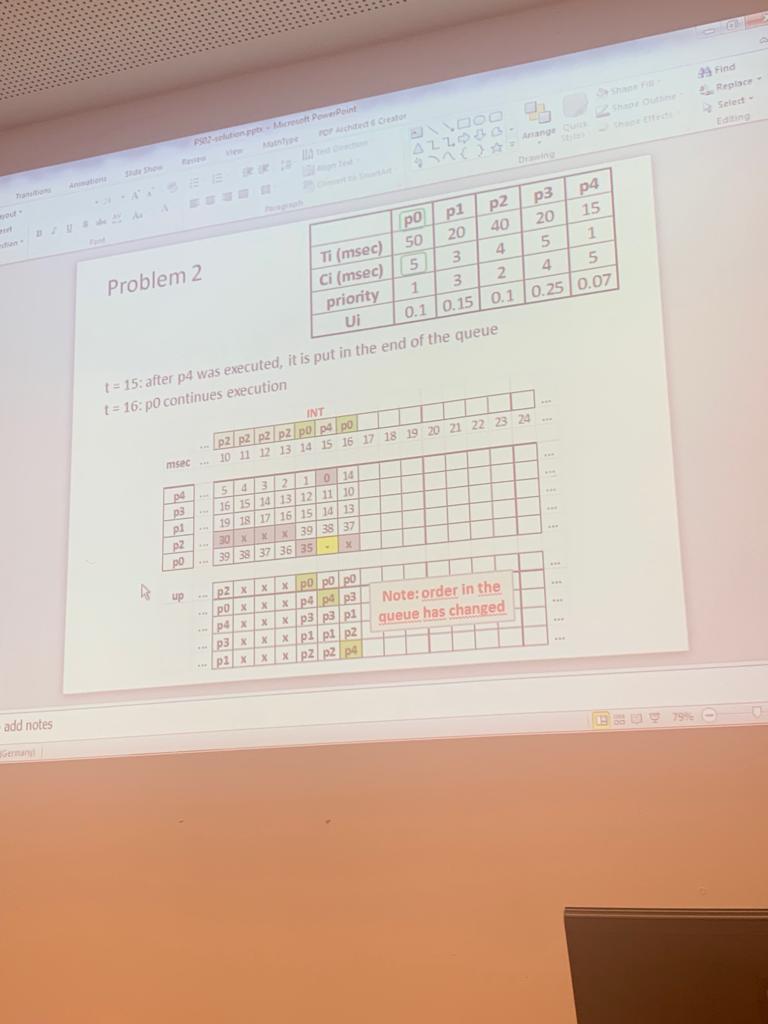 PS02-solution.pptx - Microsoft PowerPoint
Transitions Animations Slide Show Review View MathType PDF Architect 6 Creator
Find
Replace
Select
Editing
Shape Fill
Shape Outline
Shape Effects
Arrange Quick Styles
Drawing
Text Direction
Align Text
Convert to SmartArt
Paragraph
Font
Problem 2
p0 p1 p2 p3 p4
Ti (msec) 50 20 40 20 15
Ci (msec) 5 3 4 5 1
priority 1 3 2 4 5
Ui 0.1 0.15 0.1 0.25 0.07
t = 15: after p4 was executed, it is put in the end of the queue
t = 16: p0 continues execution
INT
... p2 p2 p2 p2 p0 p4 p0 ...
msec ... 10 11 12 13 14 15 16 17 18 19 20 21 22 23 24 ...
p4 ... 5 4 3 2 1 0 14 ...
p3 ... 16 15 14 13 12 11 10 ...
p1 ... 19 18 17 16 15 14 13 ...
p2 ... 30 x x x 39 38 37 ...
p0 ... 39 38 37 36 35 - x ...
up ... p2 x x x p0 p0 p0 ...
... p0 x x x p4 p4 p3 ...
... p4 x x x p3 p3 p1 ...
... p3 x x x p1 p1 p2 ...
... p1 x x x p2 p2 p4 ...
Note: order in the
queue has changed
add notes
(Germany)
79%